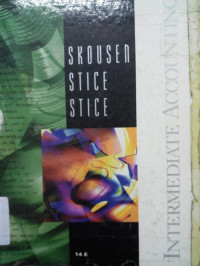 SKOUSEN
STICE
STICE
INTERMEDIATE ACCOUNTING
14 E